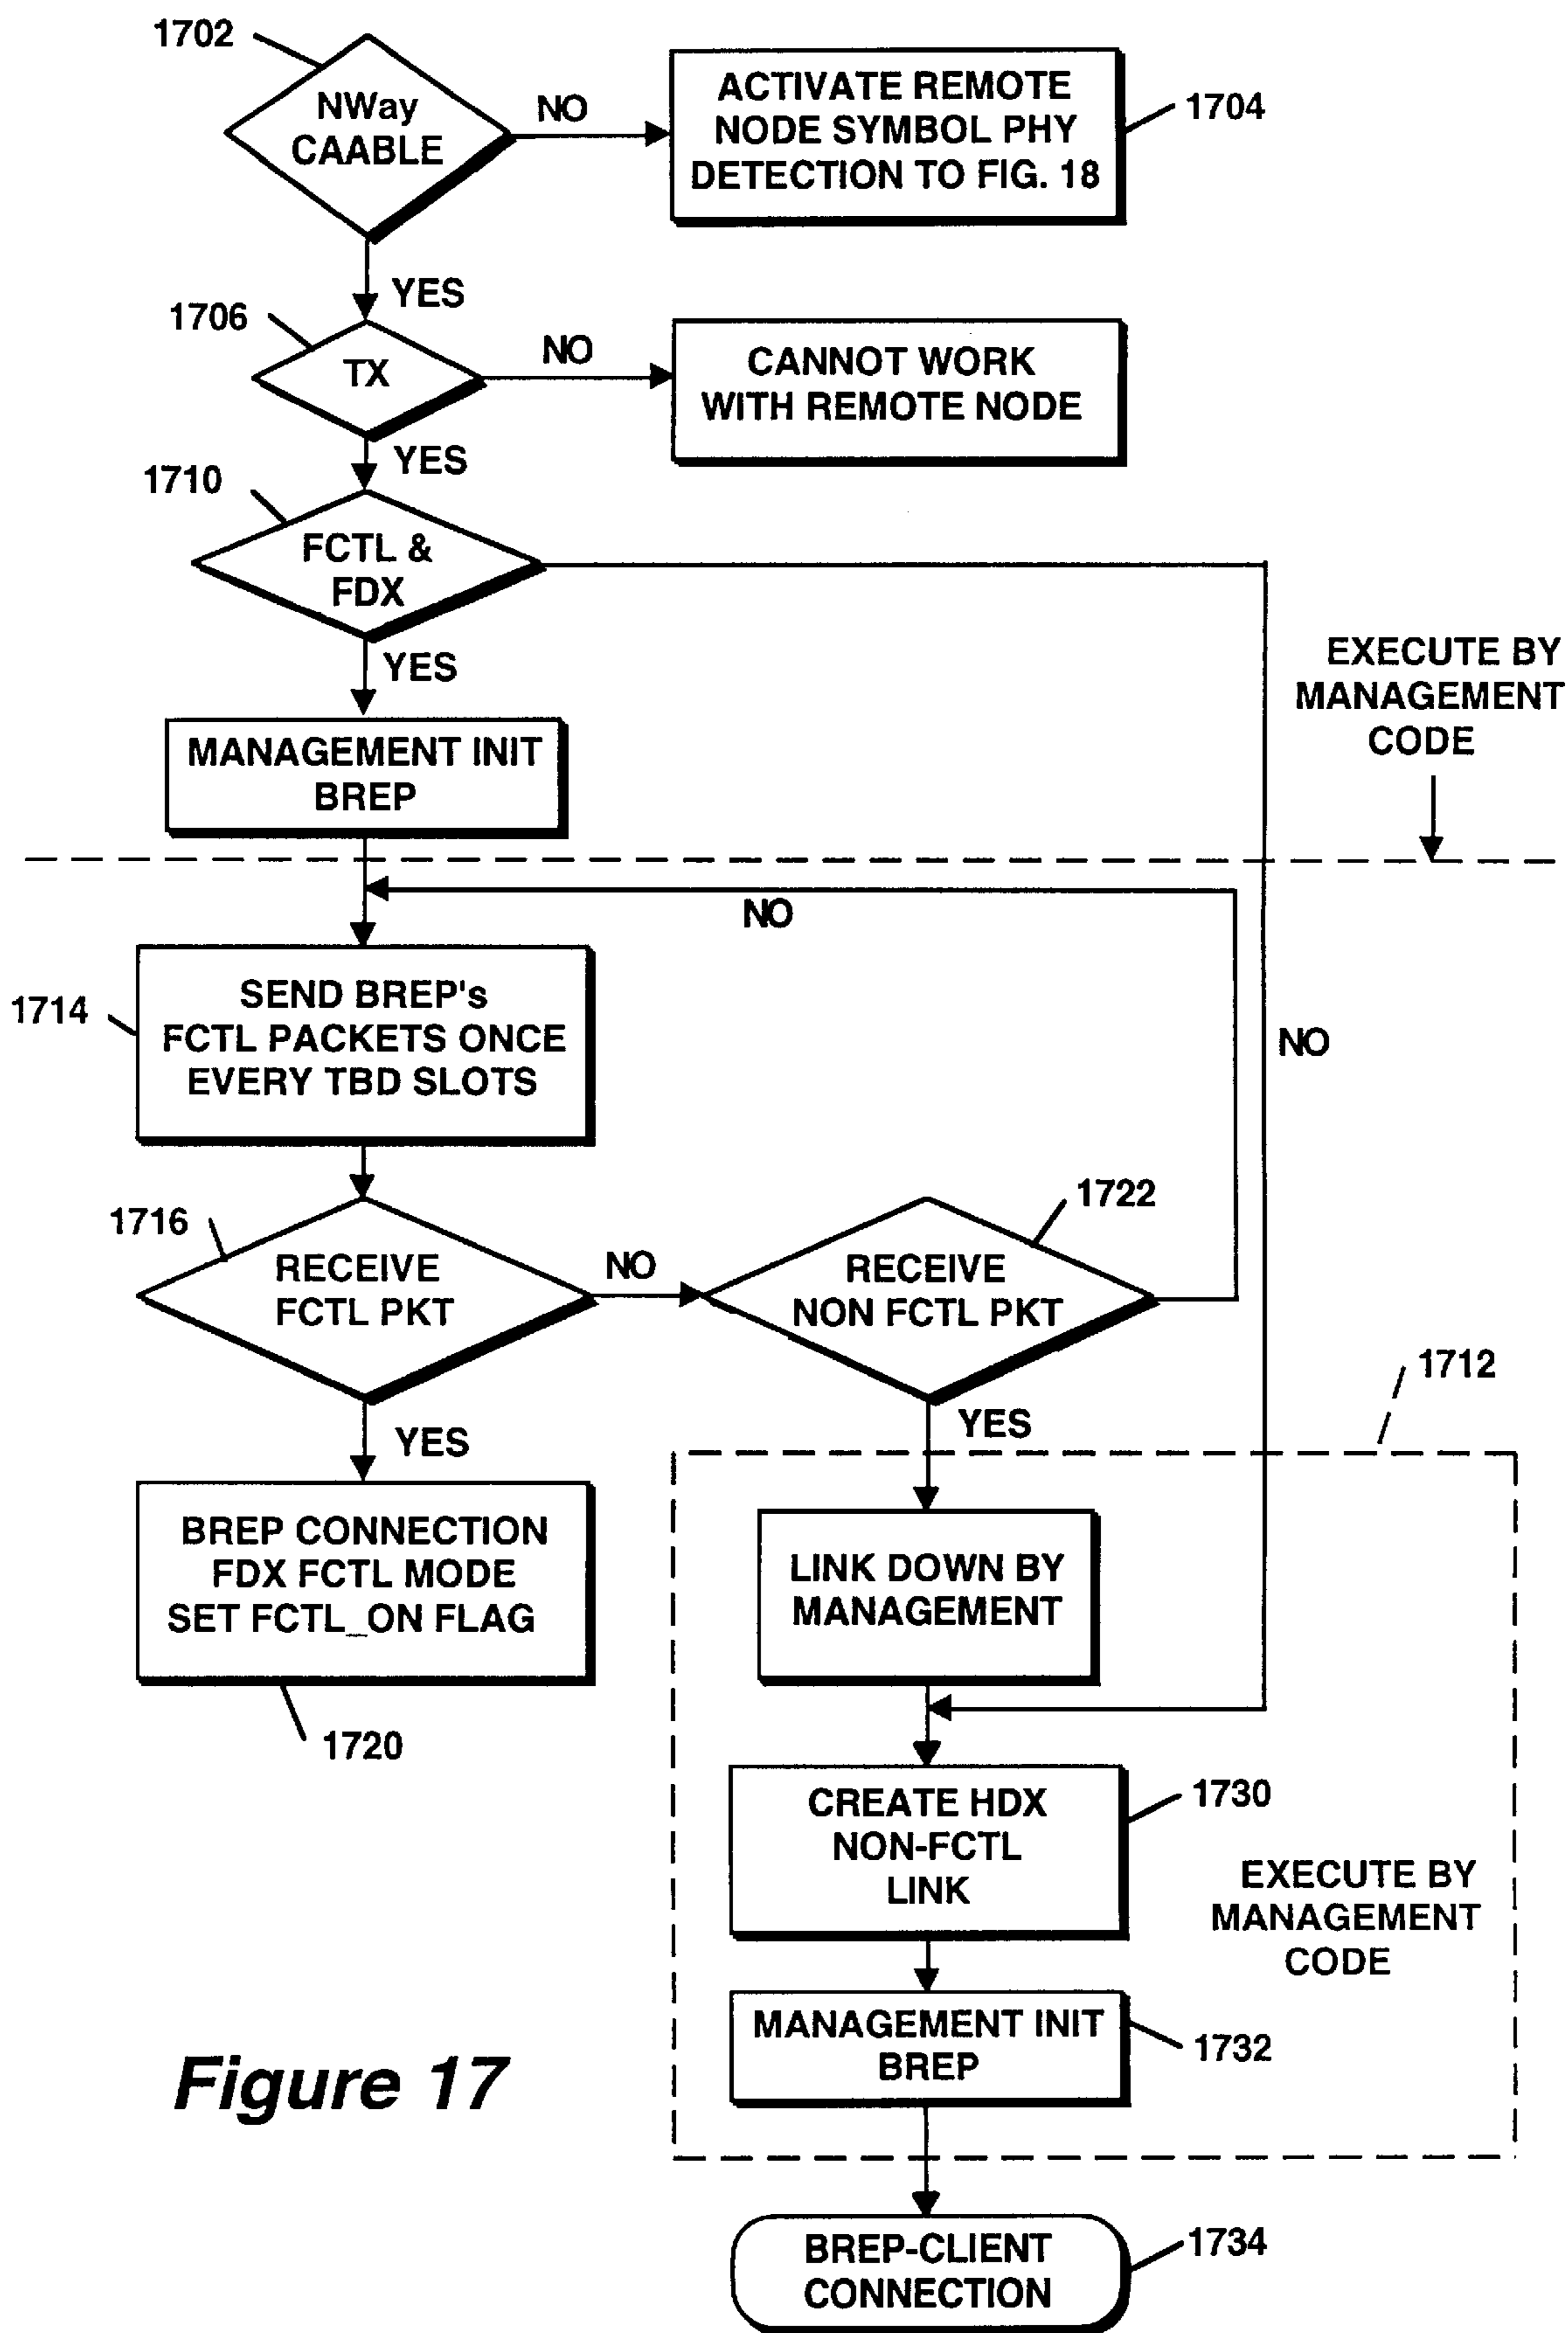 1702
NWay
CAABLE
NO
ACTIVATE REMOTE
NODE SYMBOL PHY
DETECTION TO FIG. 18
1704
YES
1706
TX
NO
CANNOT WORK
WITH REMOTE NODE
YES
1710
FCTL &
FDX
YES
EXECUTE BY
MANAGEMENT
CODE
MANAGEMENT INIT
BREP
NO
1714
SEND BREP's
FCTL PACKETS ONCE
EVERY TBD SLOTS
NO
1716
RECEIVE
FCTL PKT
NO
1722
RECEIVE
NON FCTL PKT
1712
YES
YES
BREP CONNECTION
FDX FCTL MODE
SET FCTL_ON FLAG
1720
LINK DOWN BY
MANAGEMENT
CREATE HDX
NON-FCTL
LINK
1730
EXECUTE BY
MANAGEMENT
CODE
MANAGEMENT INIT
BREP
1732
Figure 17
BREP-CLIENT
CONNECTION
1734